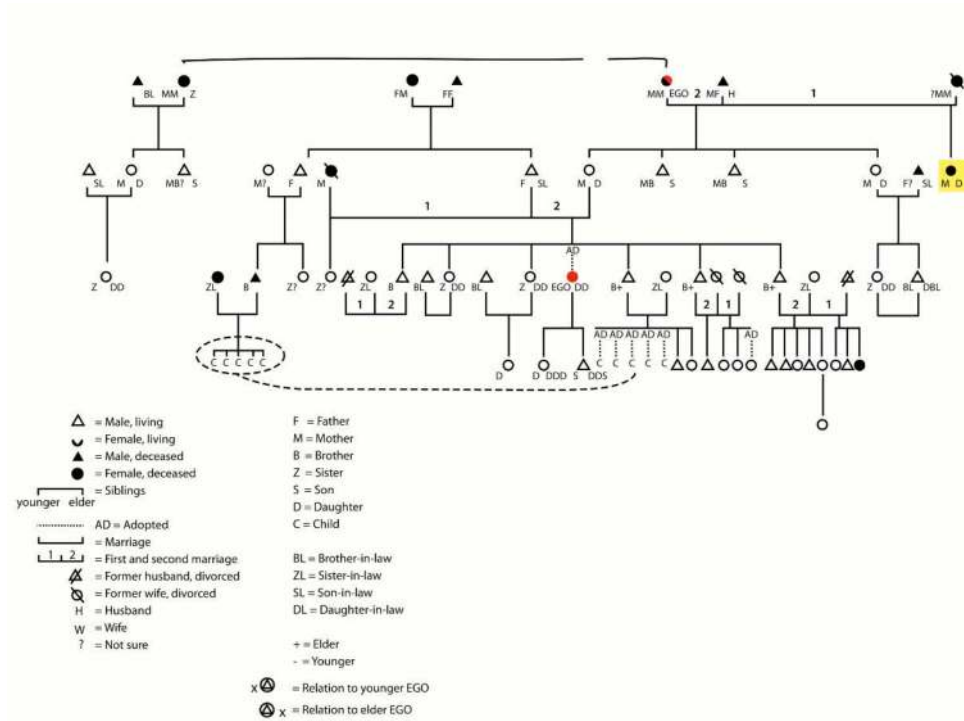 BL MM Z FM FF MM EGO 2 MF H 1 ?MM
SL M D MB? S M? F M F SL M D MB S MB S M D F? SL M D
1 2
AD
Z DD ZL B Z? Z? B BL Z DD BL Z DD EGO DD B+ ZL B+ B+ ZL Z DD BL DBL
1 2 2 1 2 1
AD AD AD AD AD AD
C C C C C D D DDD S DDS C C C C C
= Male, living
= Female, living
= Male, deceased
= Female, deceased
= Siblings
younger elder
AD = Adopted
= Marriage
1 2 = First and second marriage
= Former husband, divorced
= Former wife, divorced
H = Husband
W = Wife
? = Not sure
F = Father
M = Mother
B = Brother
Z = Sister
S = Son
D = Daughter
C = Child
BL = Brother-in-law
ZL = Sister-in-law
SL = Son-in-law
DL = Daughter-in-law
+ = Elder
- = Younger
x = Relation to younger EGO
x = Relation to elder EGO